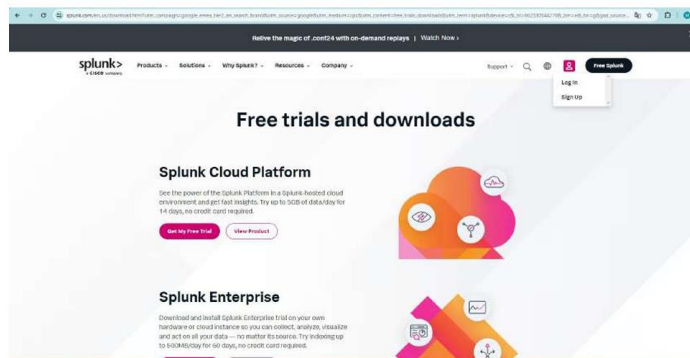 Relive the magic of .conf24 with on-demand replays | Watch Now ›
splunk>
a CISCO company
Products
Solutions
Why Splunk?
Resources
Company
Support
Free Splunk
Log In
Sign Up
Free trials and downloads
Splunk Cloud Platform
See the power of the Splunk Platform in a Splunk-hosted cloud
environment and get fast insights. Try up to 5GB of data/day for
14 days, no credit card required.
Get My Free Trial
View Product
Splunk Enterprise
Download and install Splunk Enterprise trial on your own
hardware or cloud instance so you can collect, analyze, visualize
and act on all your data — no matter its source. Try indexing up
to 500MB/day for 60 days, no credit card required.